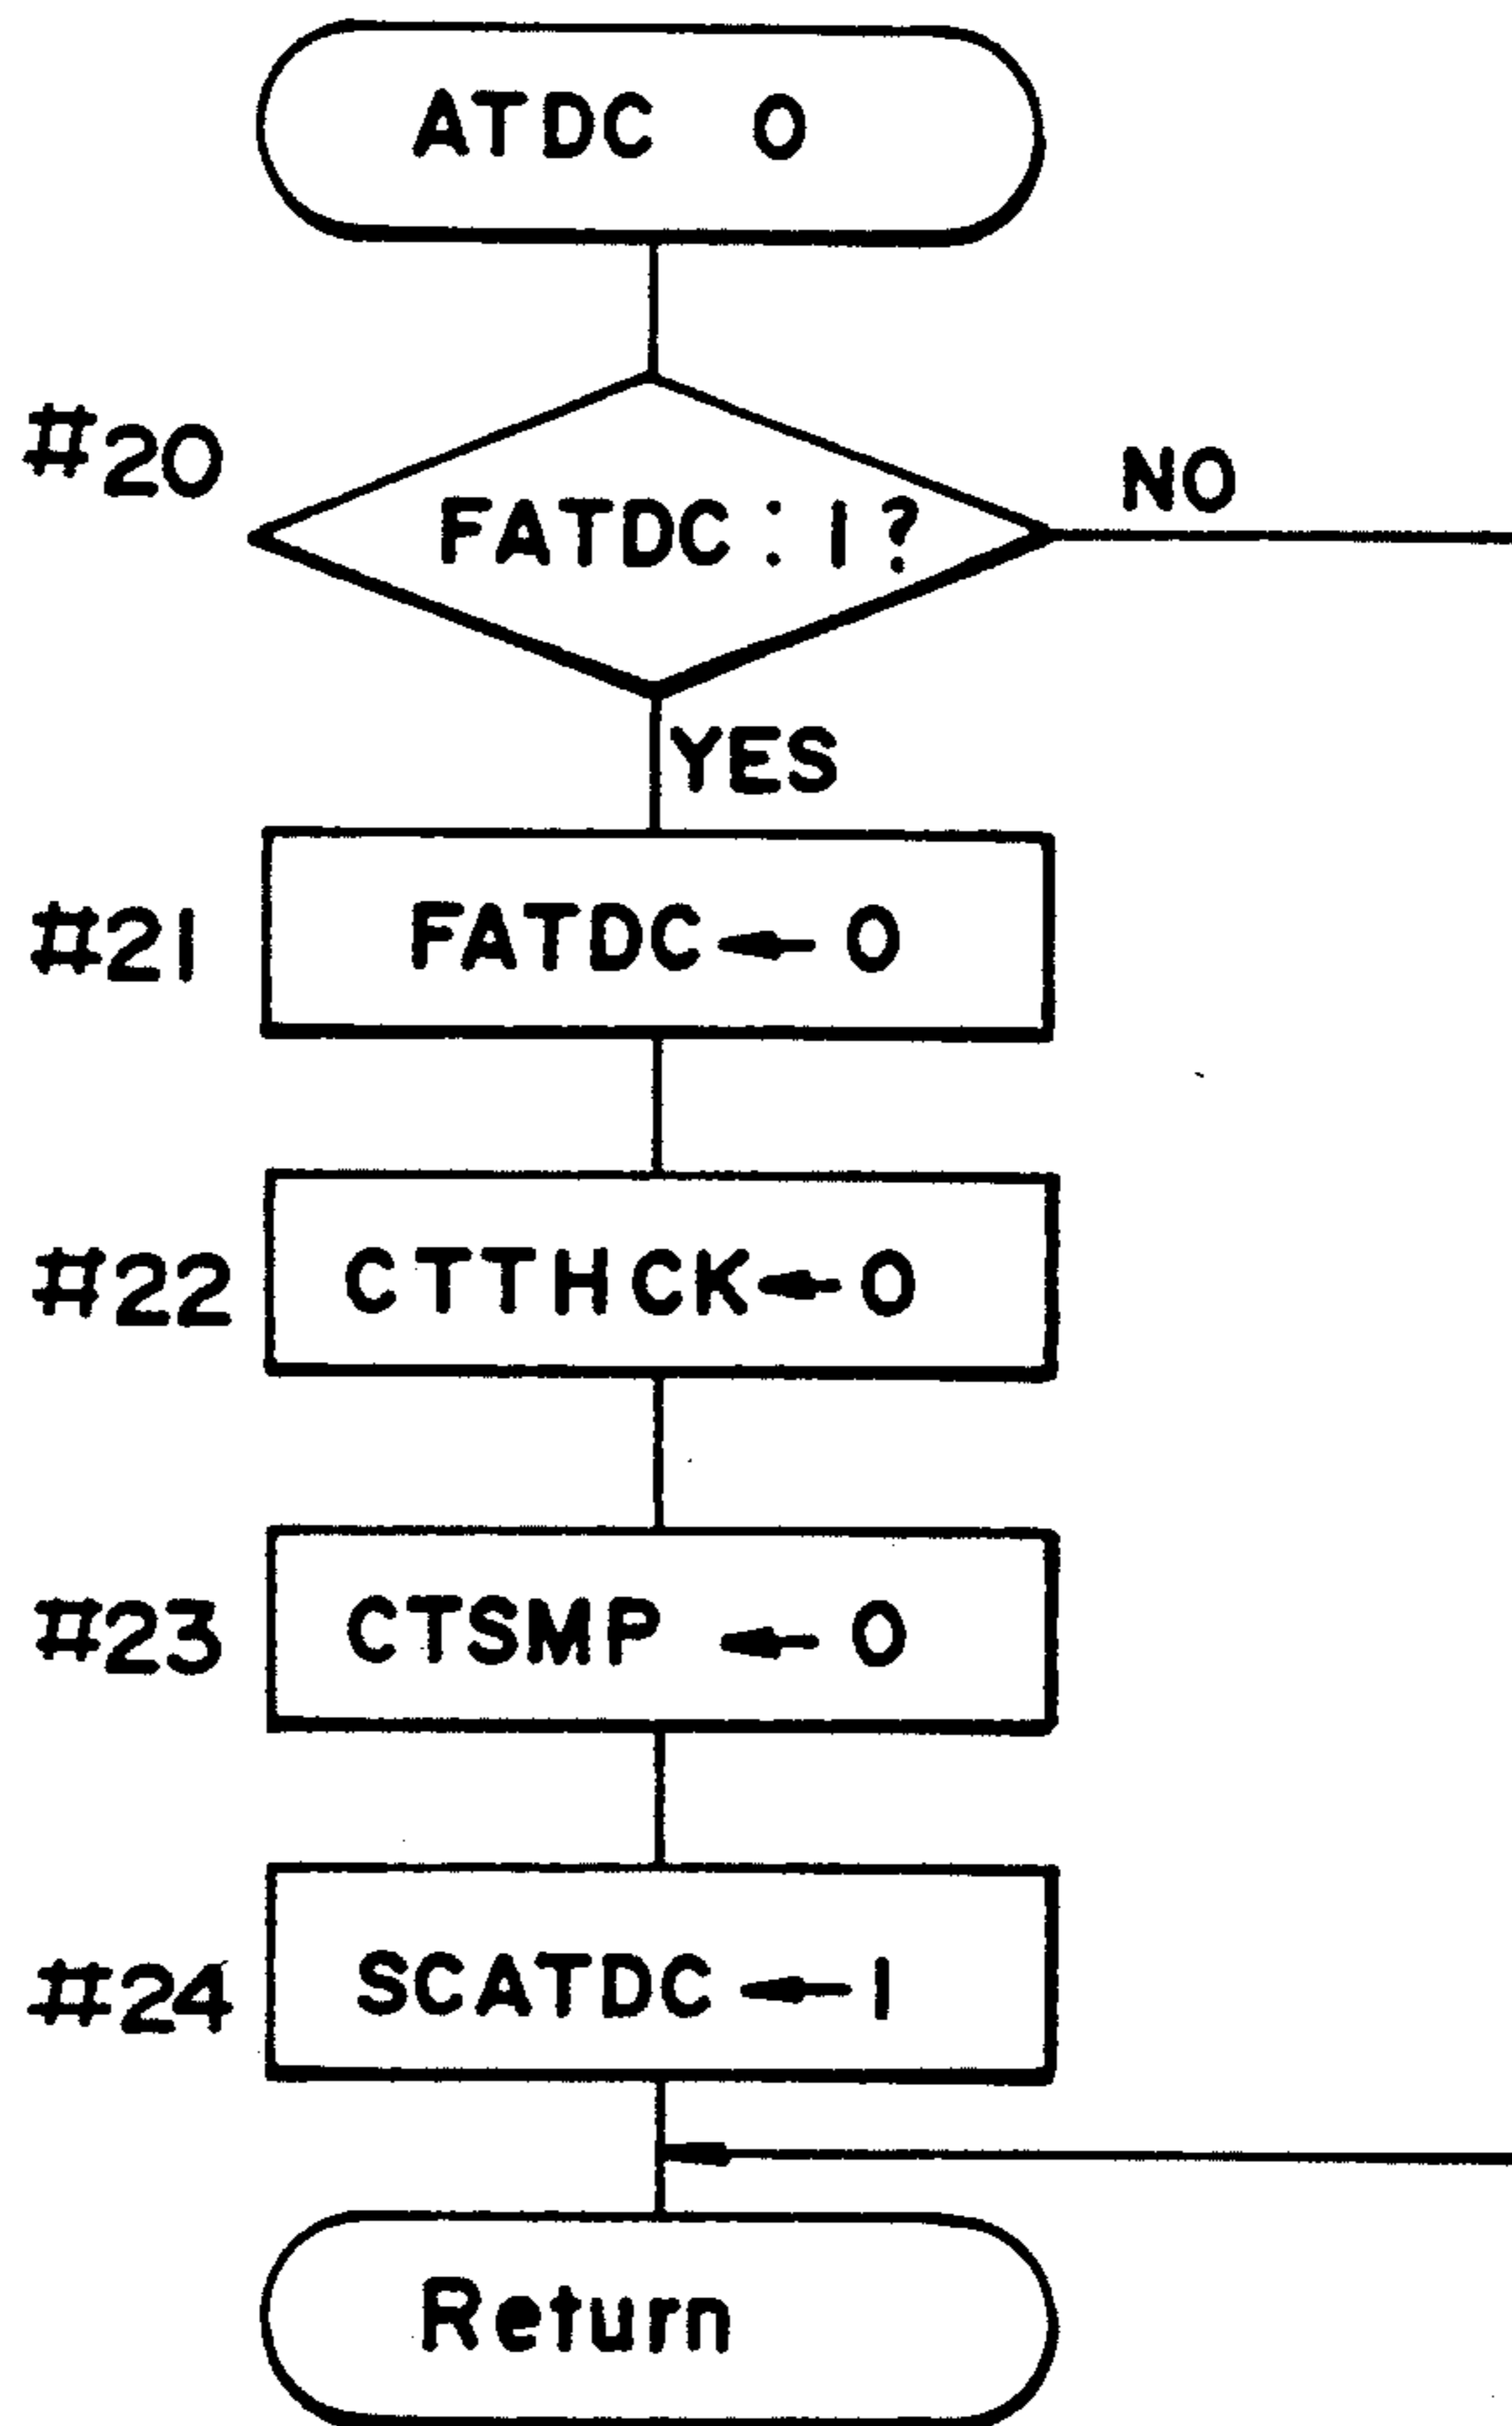 ATDC 0
#20
FATDC : 1 ?
NO
YES
#21
FATDC ← 0
#22
CTTHCK ← 0
#23
CTSMP ← 0
#24
SCATDC ← 1
Return